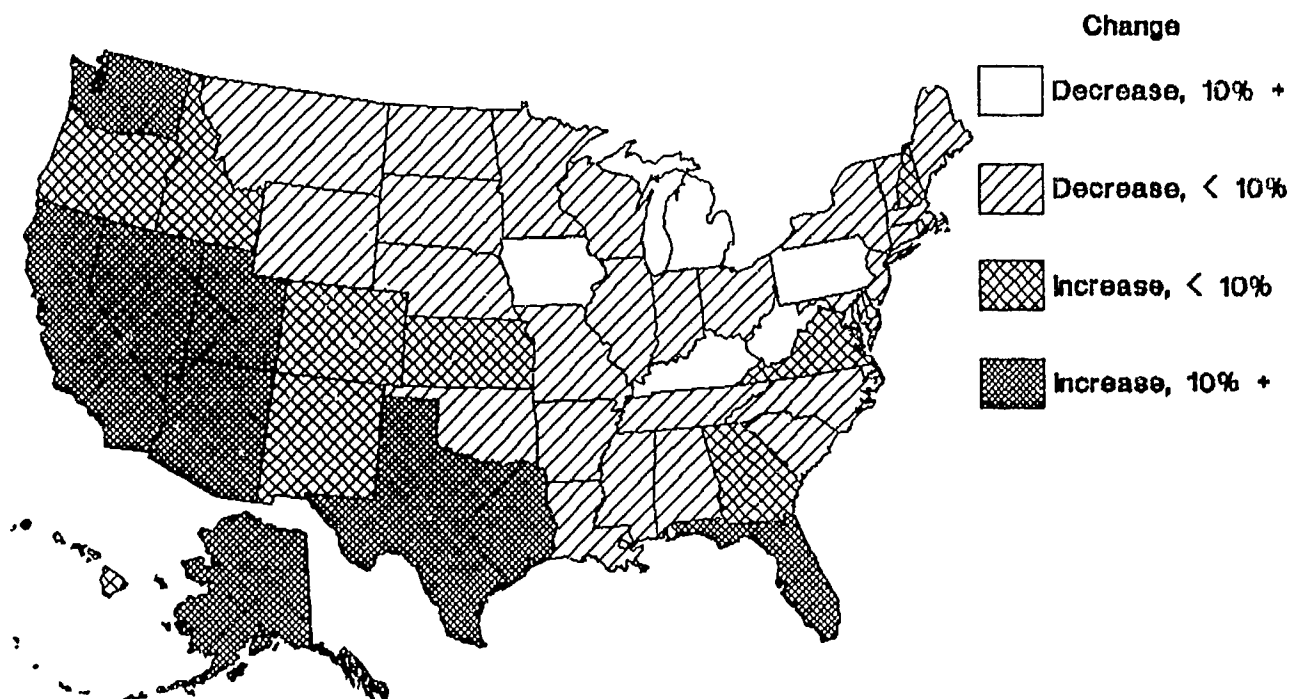 Change
Decrease, 10% +
Decrease, < 10%
Increase, < 10%
Increase, 10% +